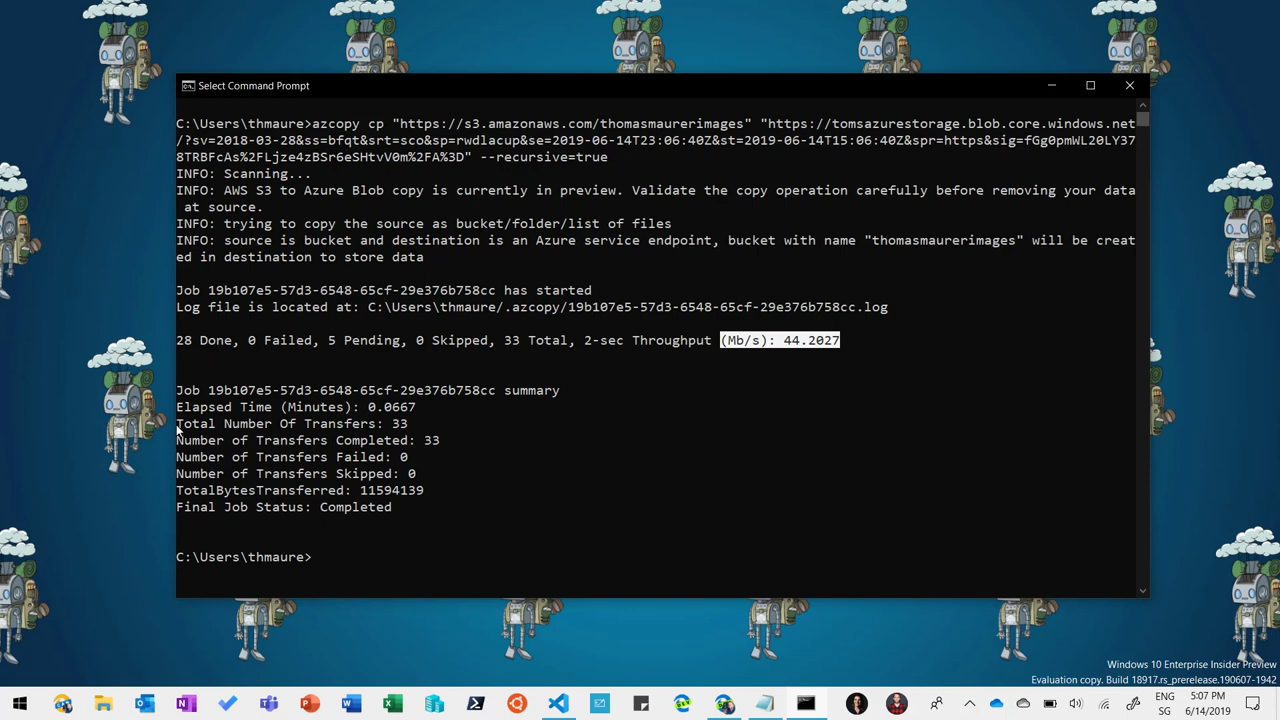 Select Command Prompt
C:\Users\thmaure>azcopy cp "https://s3.amazonaws.com/thomasmaurerimages" "https://tomsazurestorage.blob.core.windows.net
/?sv=2018-03-28&ss=bfqt&srt=sco&sp=rwdlacup&se=2019-06-14T23:06:40Z&st=2019-06-14T15:06:40Z&spr=https&sig=fGg0pmWL20LY37
8TRBFcAs%2FLjze4zBSr6eSHtvV0m%2FA%3D" --recursive=true
INFO: Scanning...
INFO: AWS S3 to Azure Blob copy is currently in preview. Validate the copy operation carefully before removing your data
at source.
INFO: trying to copy the source as bucket/folder/list of files
INFO: source is bucket and destination is an Azure service endpoint, bucket with name "thomasmaurerimages" will be creat
ed in destination to store data
Job 19b107e5-57d3-6548-65cf-29e376b758cc has started
Log file is located at: C:\Users\thmaure/.azcopy/19b107e5-57d3-6548-65cf-29e376b758cc.log
28 Done, 0 Failed, 5 Pending, 0 Skipped, 33 Total, 2-sec Throughput (Mb/s): 44.2027
Job 19b107e5-57d3-6548-65cf-29e376b758cc summary
Elapsed Time (Minutes): 0.0667
Total Number Of Transfers: 33
Number of Transfers Completed: 33
Number of Transfers Failed: 0
Number of Transfers Skipped: 0
TotalBytesTransferred: 11594139
Final Job Status: Completed
C:\Users\thmaure>
Windows 10 Enterprise Insider Preview
Evaluation copy. Build 18917.rs_prerelease.190607-1942
ENG
SG
5:07 PM
6/14/2019